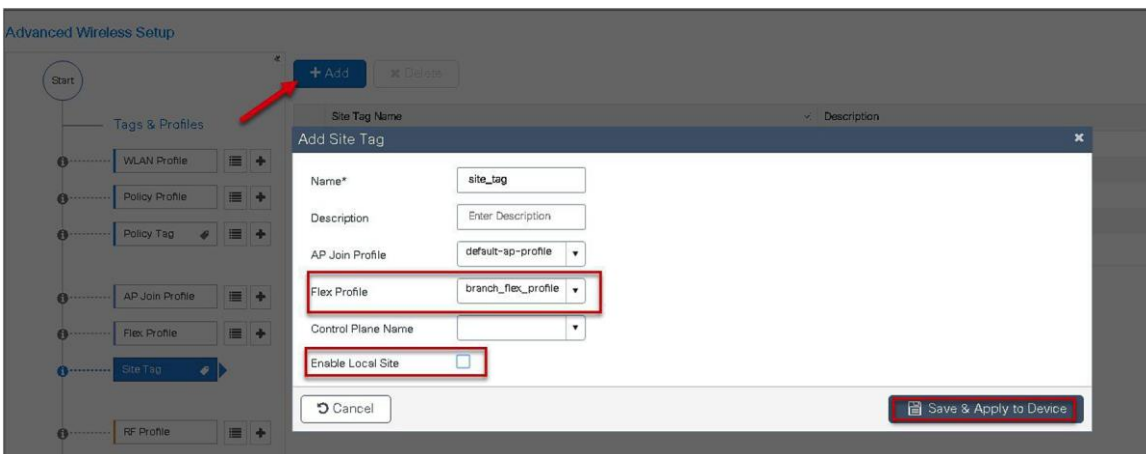 Advanced Wireless Setup
Start
+ Add
✖ Delete
Tags & Profiles
Site Tag Name
Description
Add Site Tag
WLAN Profile
Name*
site_tag
Policy Profile
Description
Enter Description
Policy Tag
AP Join Profile
default-ap-profile
AP Join Profile
Flex Profile
branch_flex_profile
Flex Profile
Control Plane Name
Site Tag
Enable Local Site
Cancel
Save & Apply to Device
RF Profile